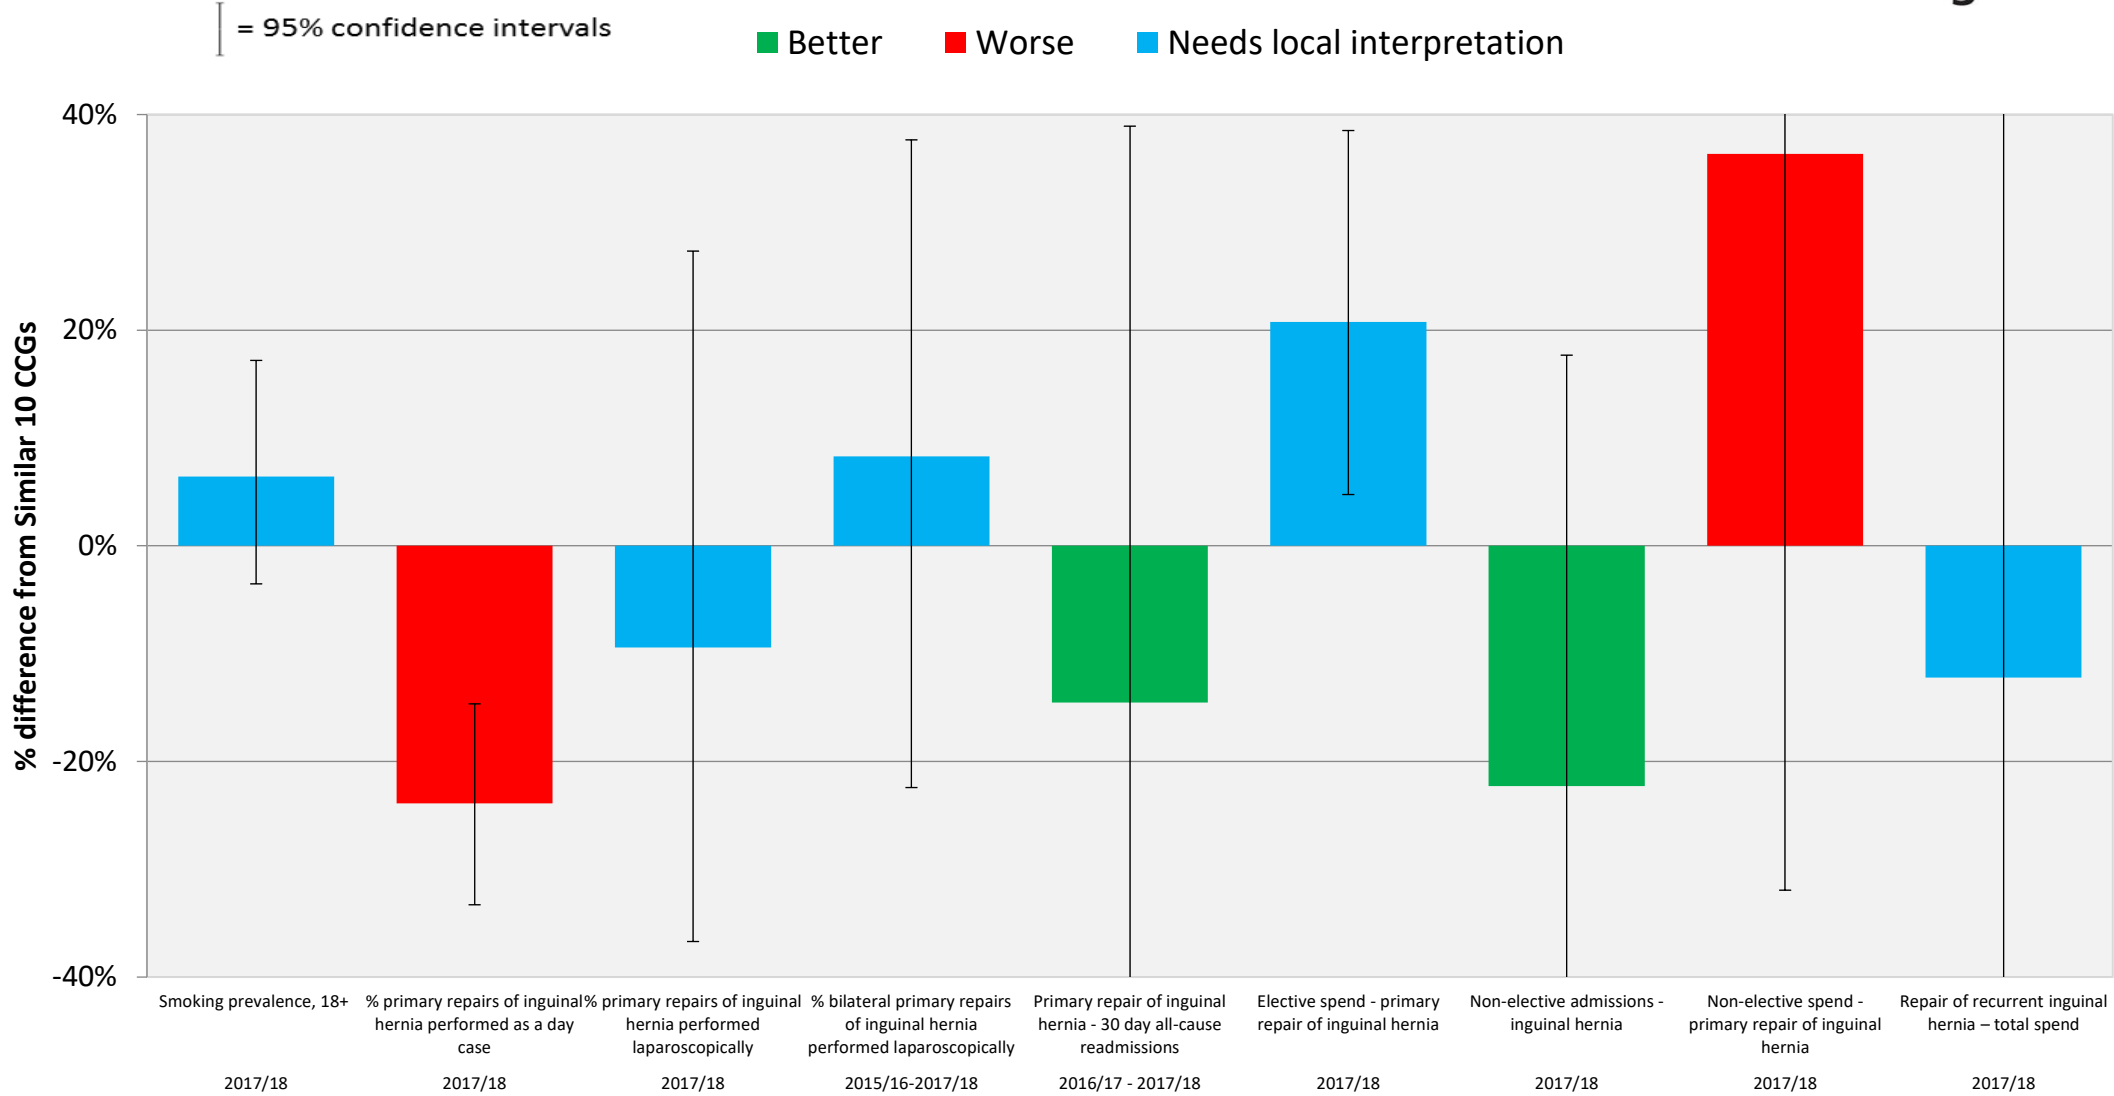 = 95% confidence intervals
Better
Worse
Needs local interpretation
% difference from Similar 10 CCGs
40%
20%
0%
-20%
-40%
Smoking prevalence, 18+
2017/18
% primary repairs of inguinal
hernia performed as a day
case
2017/18
% primary repairs of inguinal
hernia performed
laparoscopically
2017/18
% bilateral primary repairs
of inguinal hernia
performed laparoscopically
2015/16-2017/18
Primary repair of inguinal
hernia - 30 day all-cause
readmissions
2016/17 - 2017/18
Elective spend - primary
repair of inguinal hernia
2017/18
Non-elective admissions -
inguinal hernia
2017/18
Non-elective spend -
primary repair of inguinal
hernia
2017/18
Repair of recurrent inguinal
hernia – total spend
2017/18